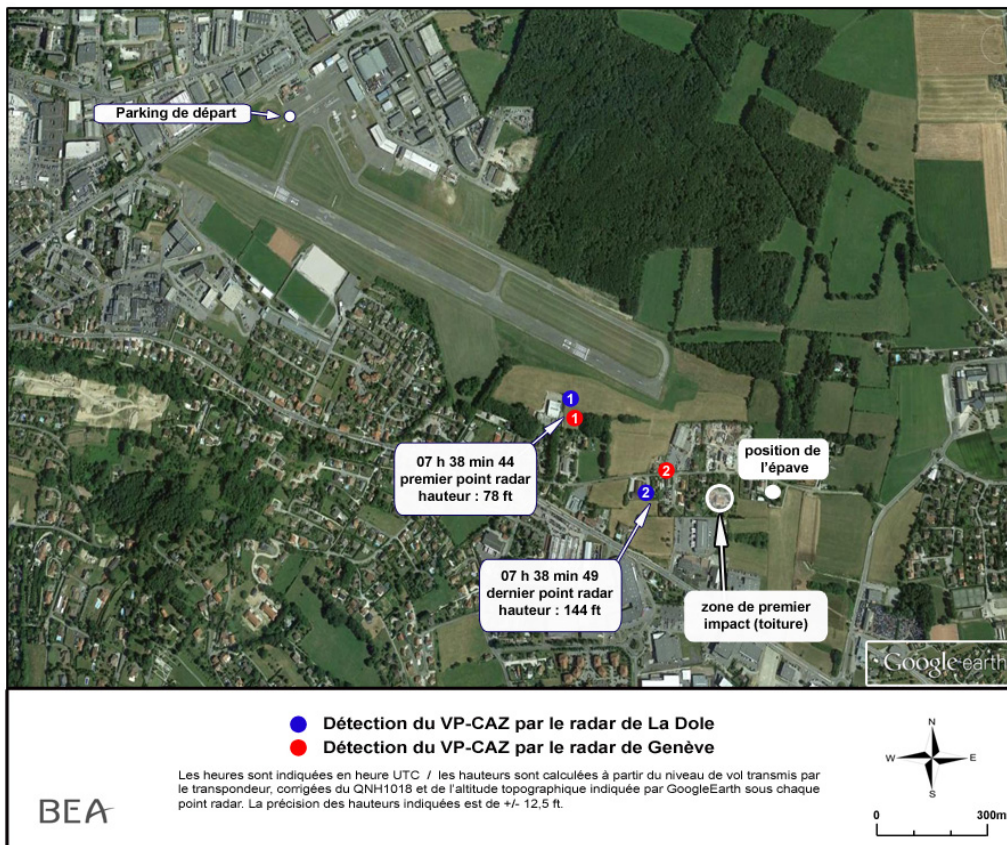 Parking de départ
1
1
07 h 38 min 44
premier point radar
hauteur : 78 ft
2
2
position de
l'épave
07 h 38 min 49
dernier point radar
hauteur : 144 ft
zone de premier
impact (toiture)
Google earth
Détection du VP-CAZ par le radar de La Dole
Détection du VP-CAZ par le radar de Genève
Les heures sont indiquées en heure UTC / les hauteurs sont calculées à partir du niveau de vol transmis par
le transpondeur, corrigées du QNH1018 et de l'altitude topographique indiquée par GoogleEarth sous chaque
point radar. La précision des hauteurs indiquées est de +/- 12,5 ft.
BEA
N
W
E
S
0
300m